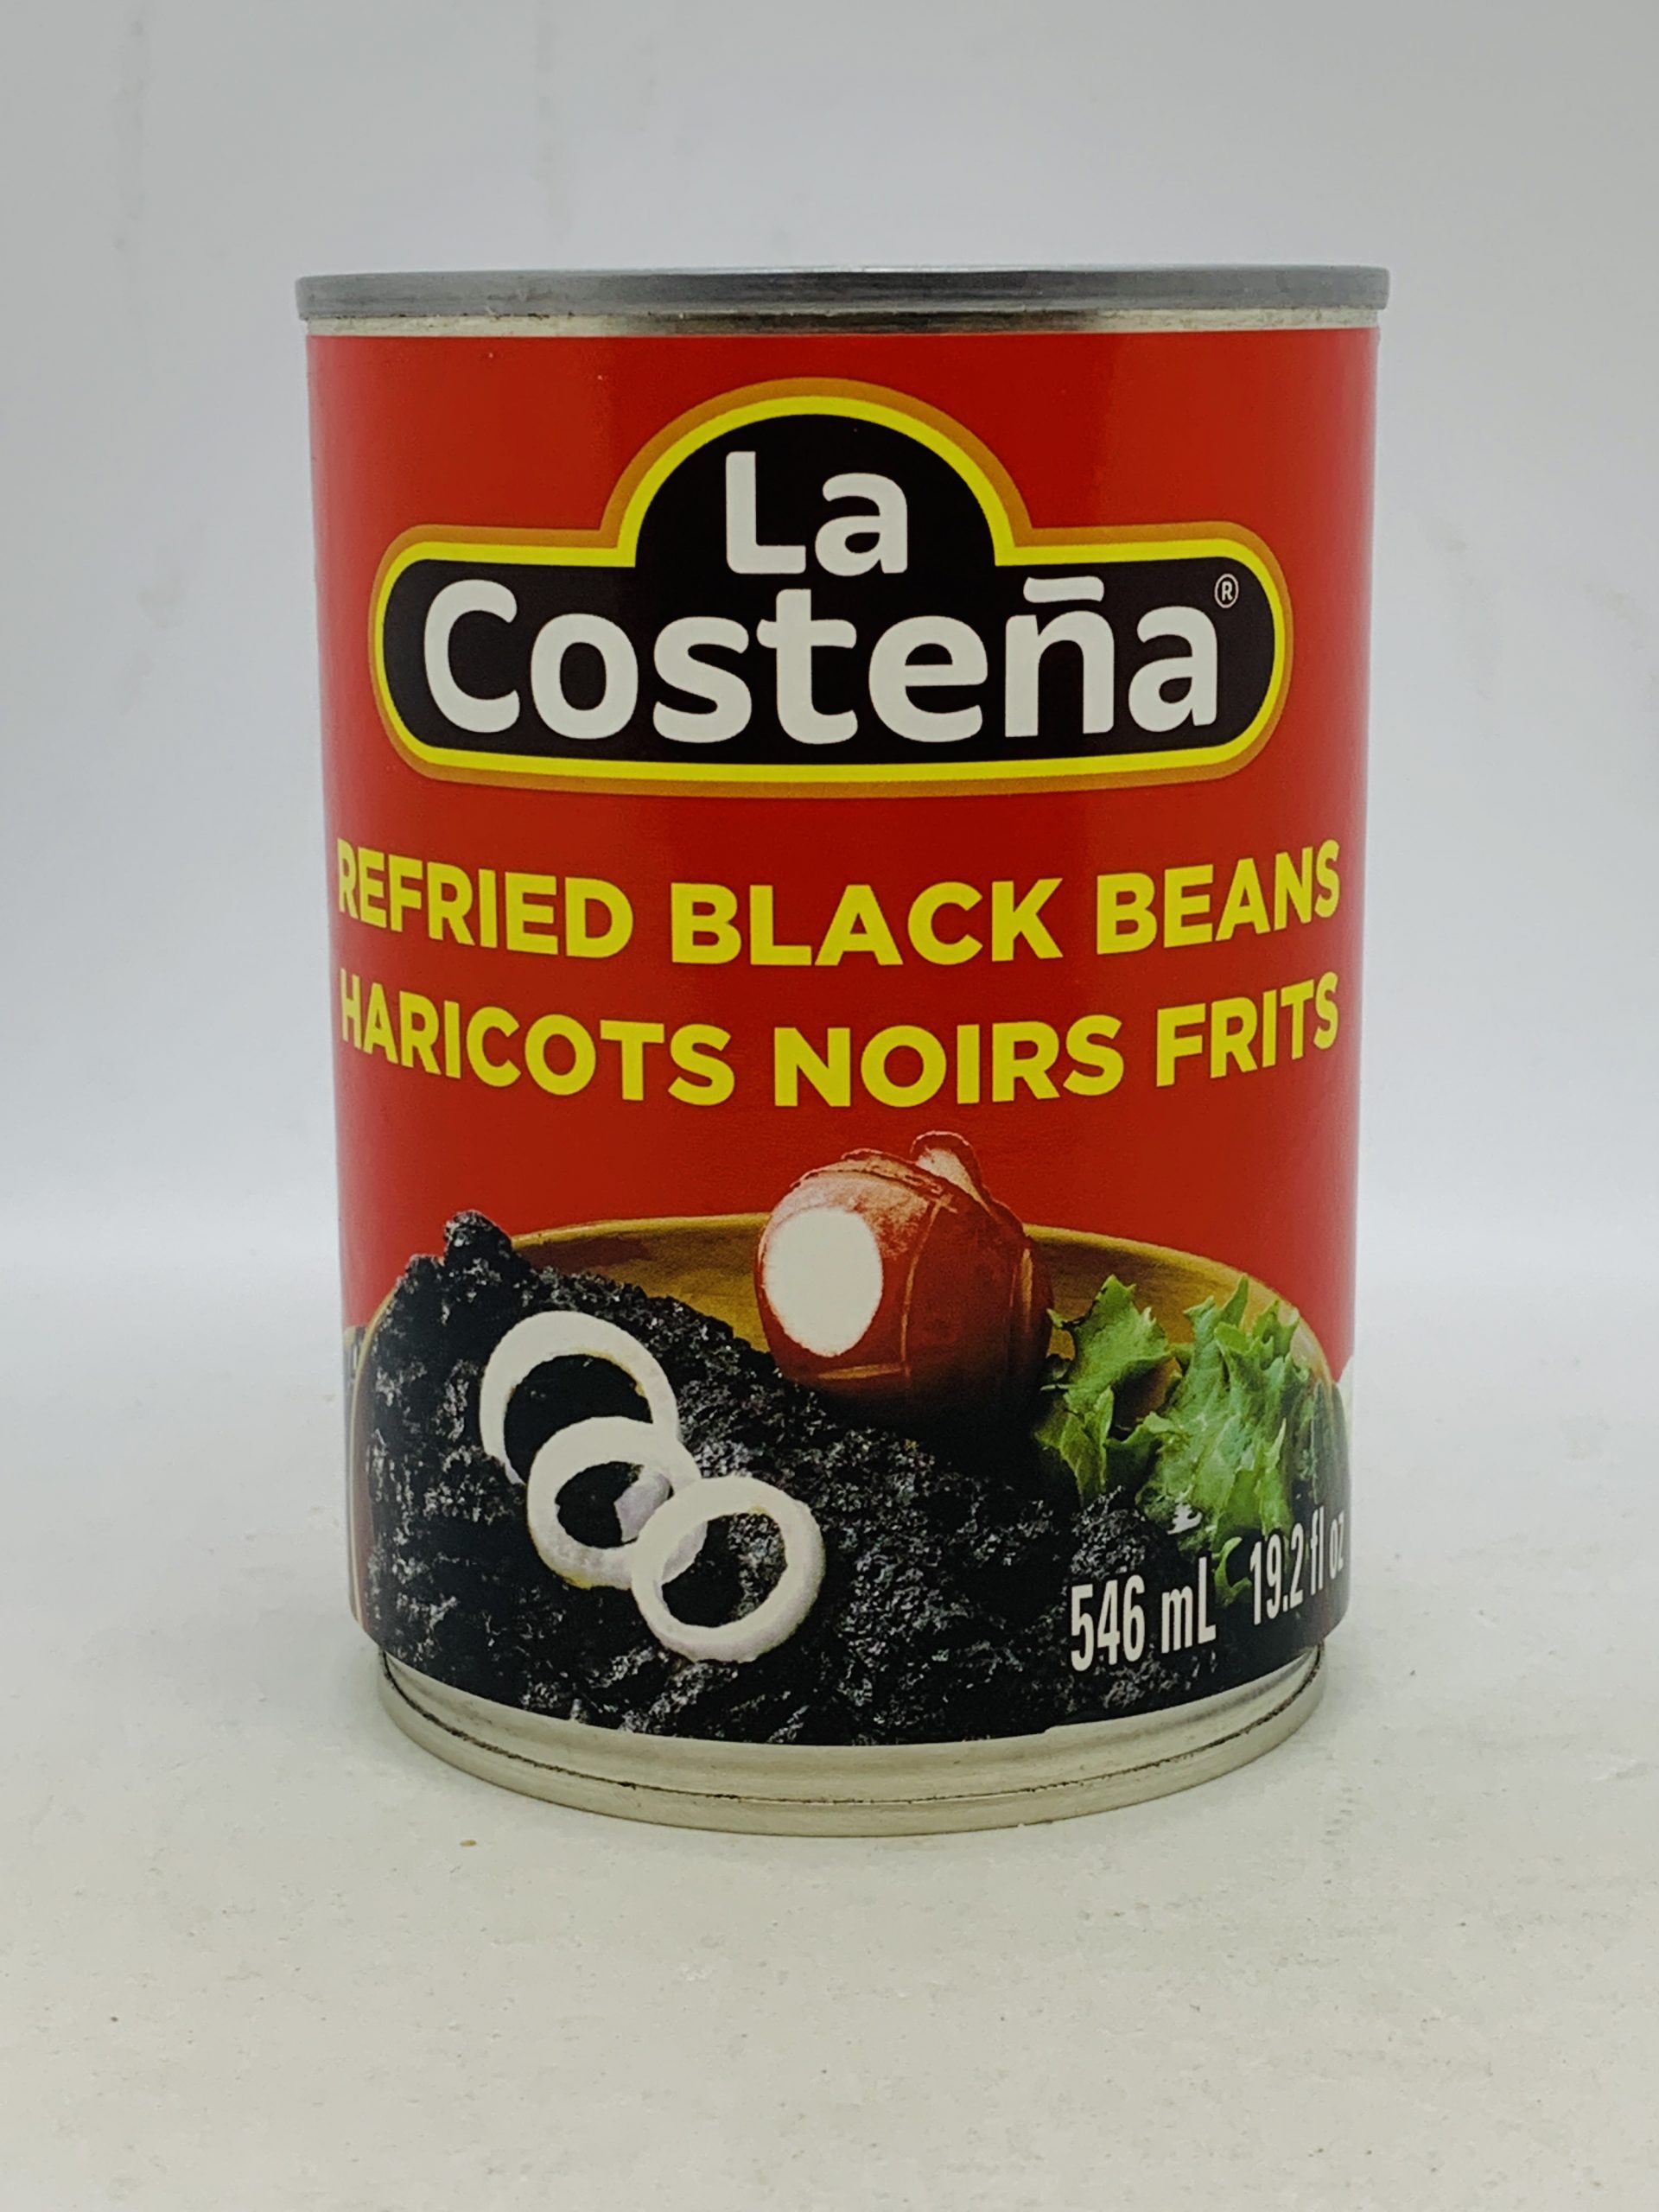 La
Costeña®
REFRIED BLACK BEANS
HARICOTS NOIRS FRITS
546 mL 19.2 fl oz